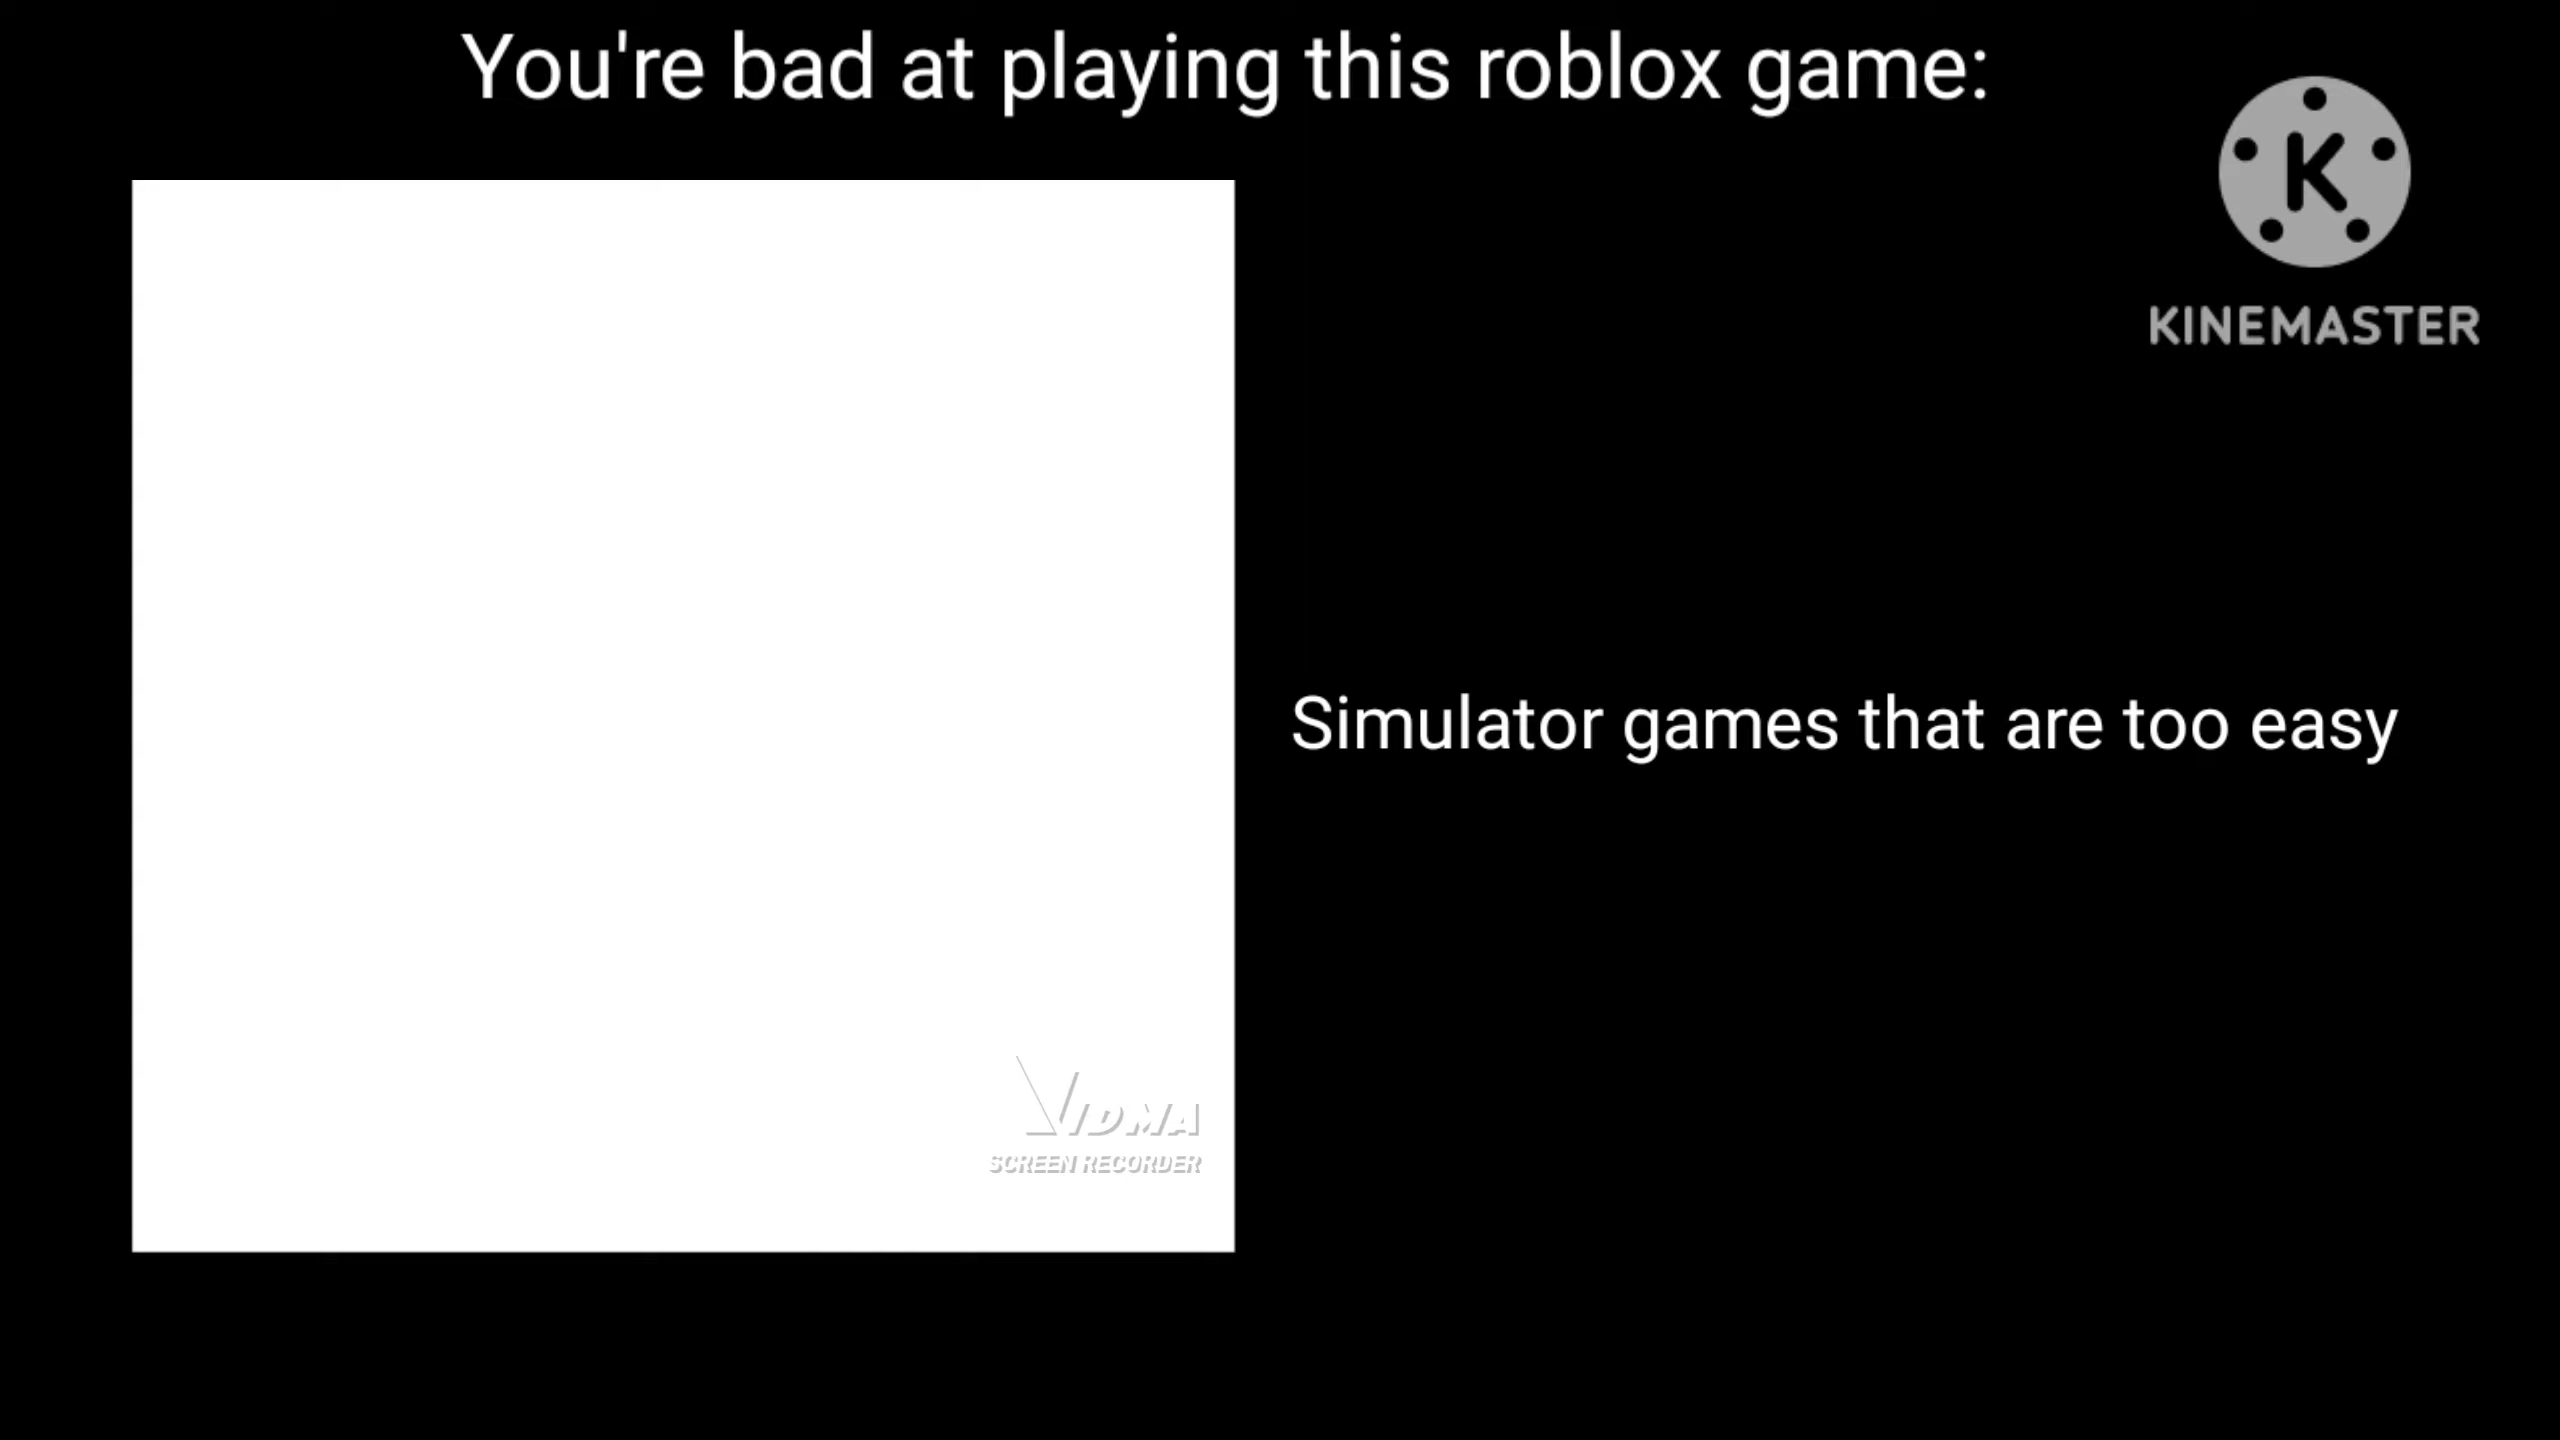 You're bad at playing this roblox game:
K
KINEMASTER
Simulator games that are too easy
VIDMA
SCREEN RECORDER